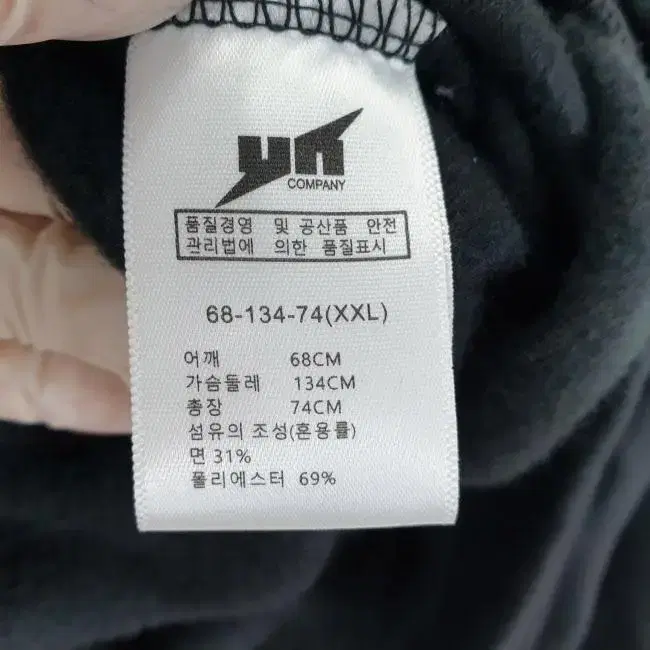 yn
COMPANY
품질경영 및 공산품 안전
관리법에 의한 품질표시
68-134-74(XXL)
어깨 68CM
가슴둘레 134CM
총장 74CM
섬유의 조성(혼용률)
면 31%
폴리에스터 69%